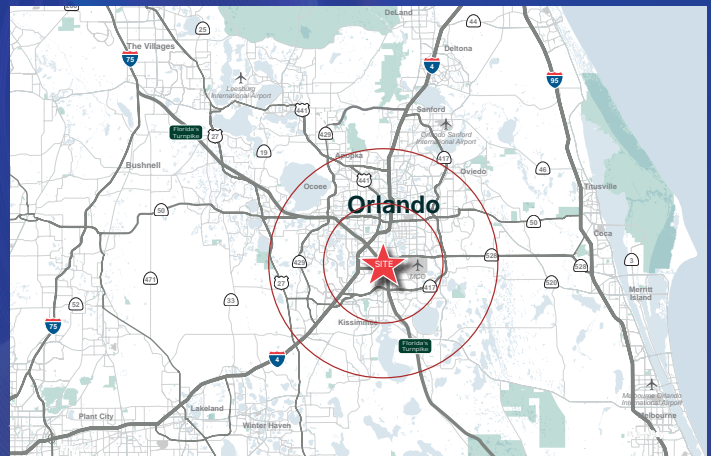 DeLand
44
25
The Villages
75
4
Deltona
95
Leesburg
International Airport
441
Sanford
Florida's
Turnpike
27
429
Orlando Sanford
International Airport
19
Apopka
417
Bushnell
46
Oviedo
441
Ocoee
Titusville
Orlando
50
50
Coca
528
SITE
MCO
429
528
3
471
27
417
520
Merritt
Island
33
52
75
Kissimmee
Florida's
Turnpike
4
Melbourne Orlando
International Airport
Lakeland
Plant City
Melbourne
Winter Haven